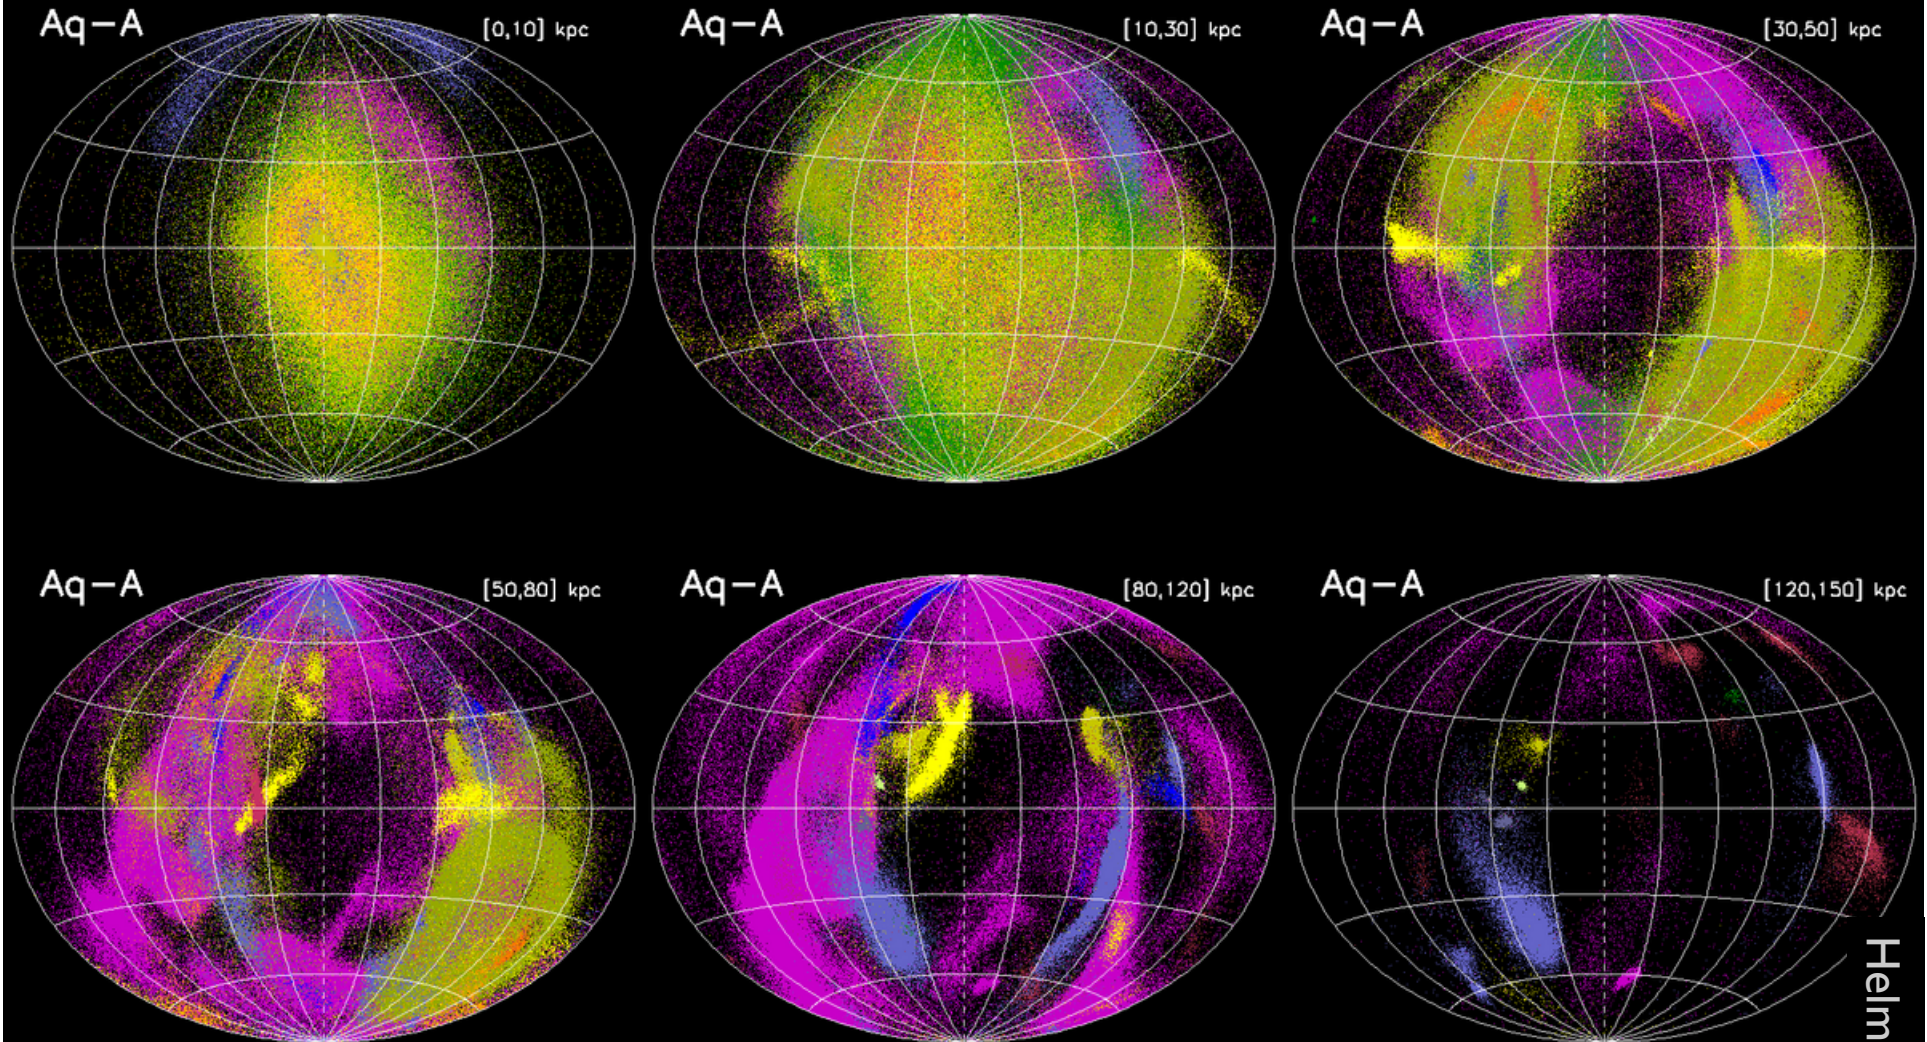 Aq-A [0,10] kpc
Aq-A [10,30] kpc
Aq-A [30,50] kpc
Aq-A [50,80] kpc
Aq-A [80,120] kpc
Aq-A [120,150] kpc
Helm